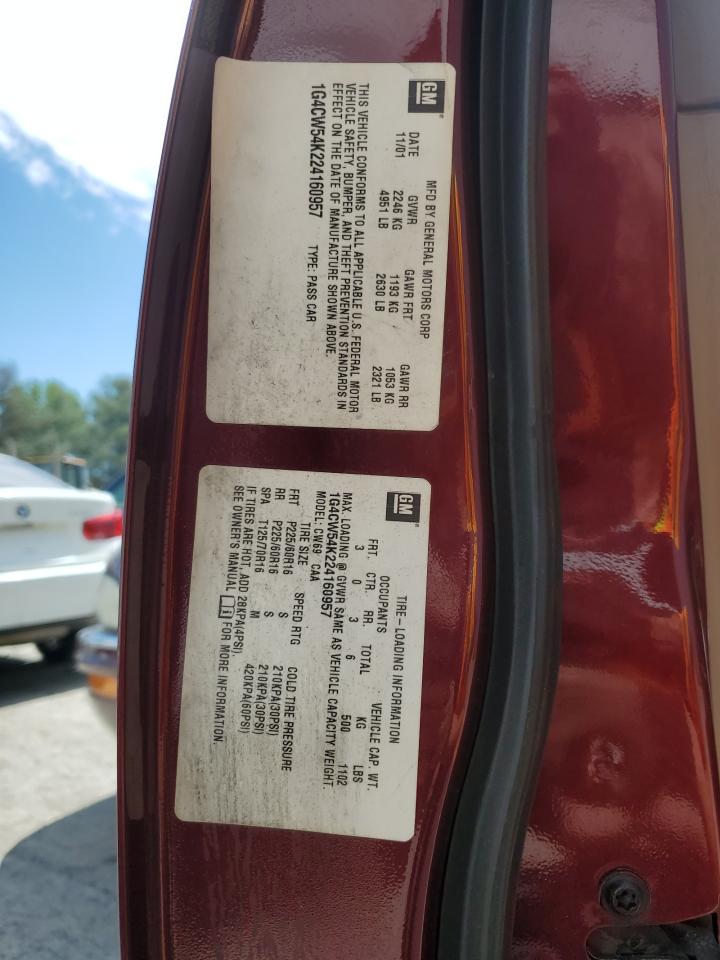 GM
MFD BY GENERAL MOTORS CORP
DATE GVWR GAWR FRT GAWR RR
11/01 2246 KG 1193 KG 1053 KG
4951 LB 2630 LB 2321 LB
THIS VEHICLE CONFORMS TO ALL APPLICABLE U.S. FEDERAL MOTOR
VEHICLE SAFETY, BUMPER, AND THEFT PREVENTION STANDARDS IN
EFFECT ON THE DATE OF MANUFACTURE SHOWN ABOVE.
1G4CW54K224160957 TYPE: PASS CAR
GM
TIRE-LOADING INFORMATION
OCCUPANTS VEHICLE CAP. WT.
FRT. CTR. RR. TOTAL KG LBS
3 0 3 6 500 1102
MAX. LOADING @ GVWR SAME AS VEHICLE CAPACITY WEIGHT.
1G4CW54K224160957
MODEL: CW69 CAA
TIRE SIZE SPEED RTG COLD TIRE PRESSURE
FRT P225/60R16 S 210KPA(30PSI)
RR P225/60R16 S 210KPA(30PSI)
SPA T125/70R16 M 420KPA(60PSI)
IF TIRES ARE HOT, ADD 28KPA(4PSI).
SEE OWNER'S MANUAL i FOR MORE INFORMATION.